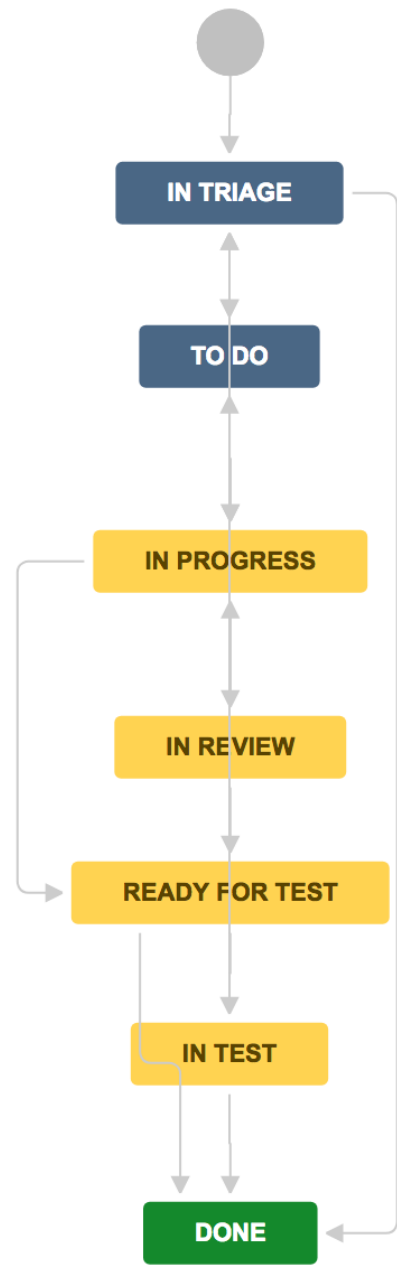 IN TRIAGE
TO DO
IN PROGRESS
IN REVIEW
READY FOR TEST
IN TEST
DONE